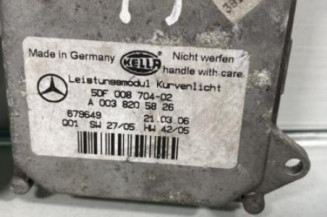 Made in Germany HELLA Nicht werfen
handle with care.
Leistungsmodul Kurvenlicht
5DF 008 704-02
A 003 820 58 26
679649 21.03.06
Q01 SW 27/05 HW 42/05